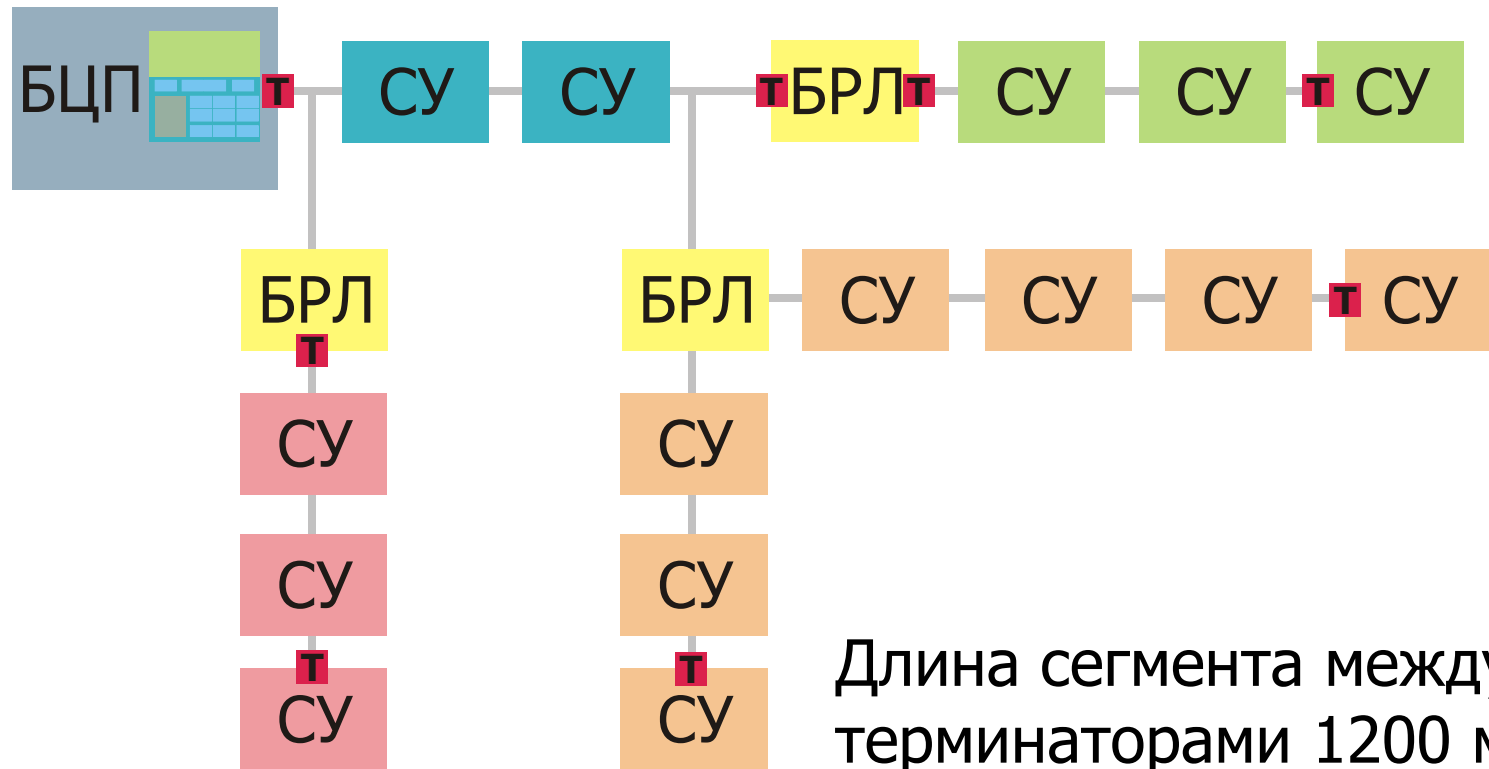 БЦП Т СУ СУ Т БРЛ Т СУ СУ Т СУ
БРЛ БРЛ СУ СУ СУ Т СУ
Т
СУ СУ
СУ СУ
Т Т
СУ СУ
Длина сегмента между
терминаторами 1200 м